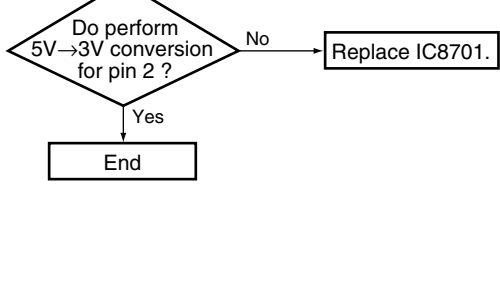 Do perform
5V→3V conversion
for pin 2 ?
No
Replace IC8701.
Yes
End